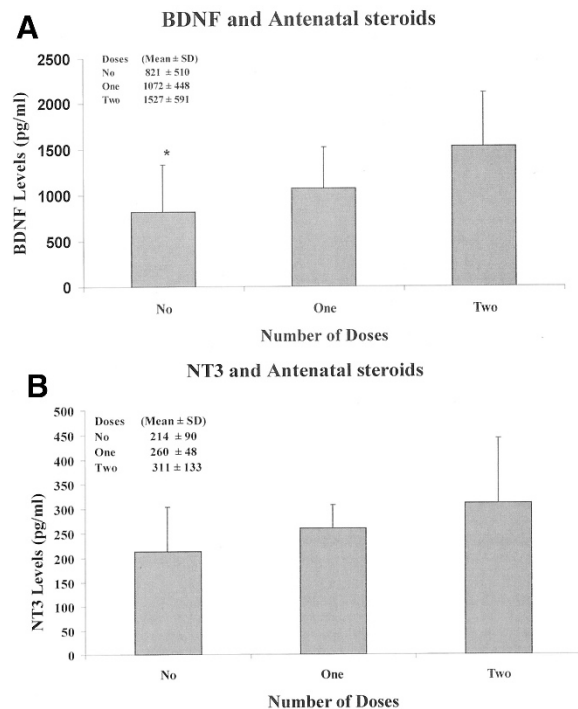 A
BDNF and Antenatal steroids
Doses (Mean ± SD)
No 821 ± 510
One 1072 ± 448
Two 1527 ± 591
2500
2000
1500
1000
500
0
BDNF Levels (pg/ml)
*
No One Two
Number of Doses
B
NT3 and Antenatal steroids
Doses (Mean ± SD)
No 214 ± 90
One 260 ± 48
Two 311 ± 133
500
450
400
350
300
250
200
150
100
50
0
NT3 Levels (pg/ml)
No One Two
Number of Doses